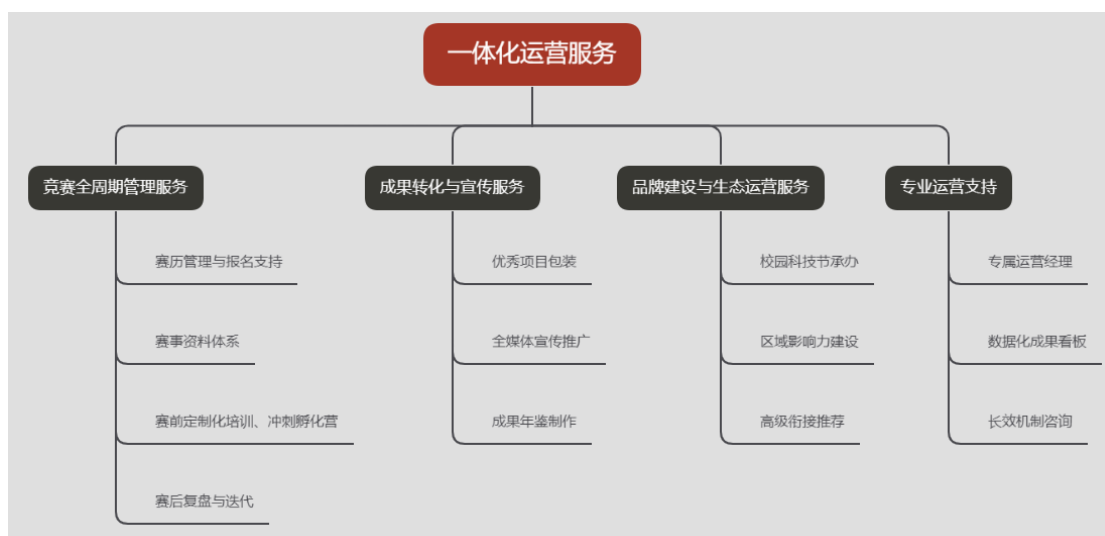 一体化运营服务
竞赛全周期管理服务
赛历管理与报名支持
赛事资料体系
赛前定制化培训、冲刺孵化营
赛后复盘与迭代
成果转化与宣传服务
优秀项目包装
全媒体宣传推广
成果年鉴制作
品牌建设与生态运营服务
校园科技节承办
区域影响力建设
高级衔接推荐
专业运营支持
专属运营经理
数据化成果看板
长效机制咨询